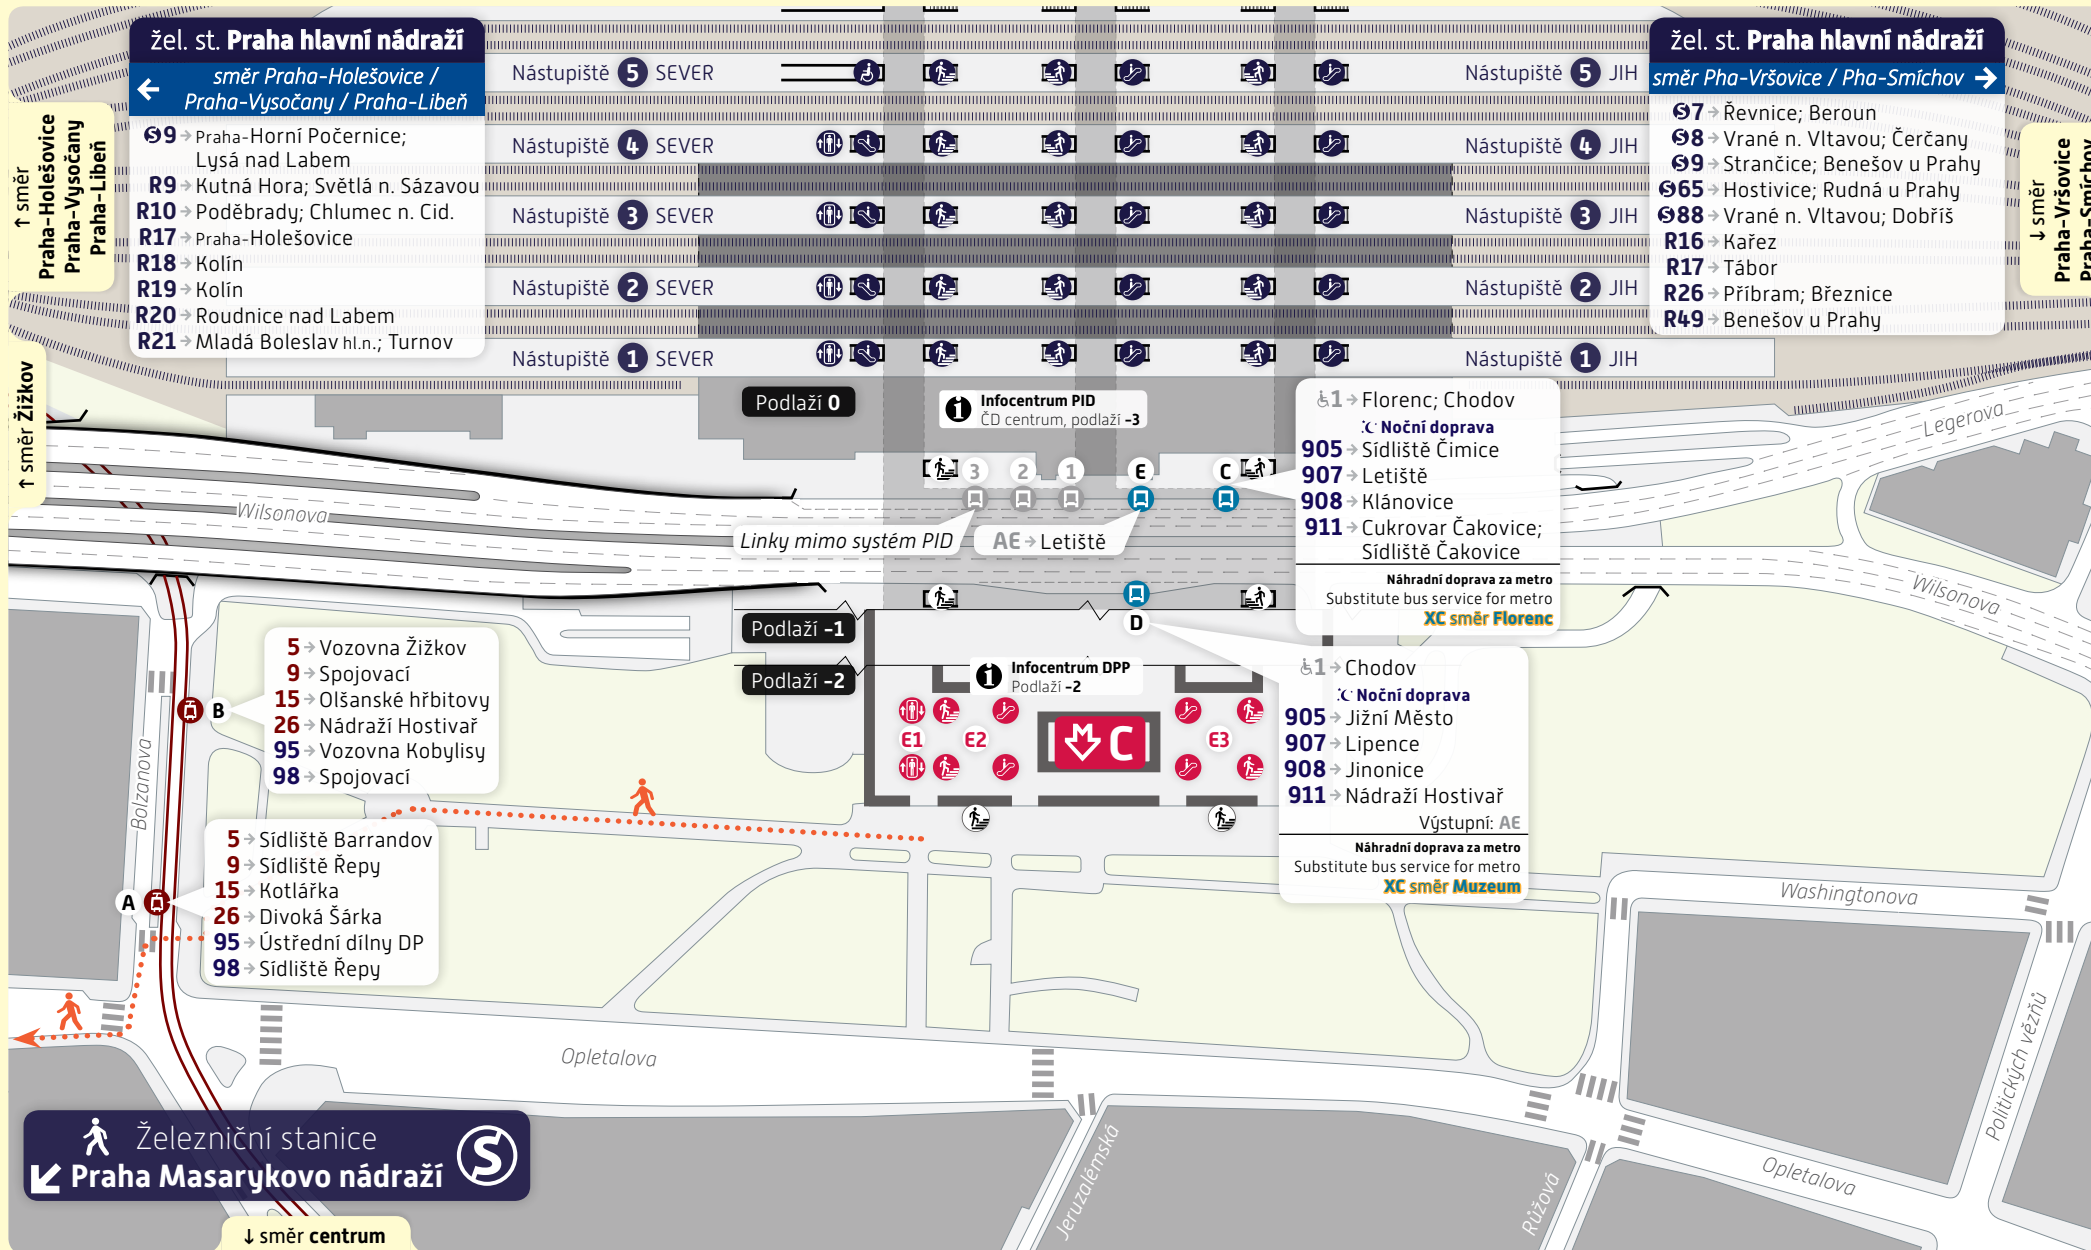 žel. st. Praha hlavní nádraží
směr Praha-Holešovice /
Praha-Vysočany / Praha-Libeň
S9 → Praha-Horní Počernice;
Lysá nad Labem
R9 → Kutná Hora; Světlá n. Sázavou
R10 → Poděbrady; Chlumec n. Cid.
R17 → Praha-Holešovice
R18 → Kolín
R19 → Kolín
R20 → Roudnice nad Labem
R21 → Mladá Boleslav hl.n.; Turnov
↑ směr
Praha-Holešovice
Praha-Vysočany
Praha-Libeň
↑ směr Žižkov
Nástupiště 5 SEVER
Nástupiště 4 SEVER
Nástupiště 3 SEVER
Nástupiště 2 SEVER
Nástupiště 1 SEVER
Nástupiště 5 JIH
Nástupiště 4 JIH
Nástupiště 3 JIH
Nástupiště 2 JIH
Nástupiště 1 JIH
žel. st. Praha hlavní nádraží
směr Pha-Vršovice / Pha-Smíchov →
S7 → Řevnice; Beroun
S8 → Vrané n. Vltavou; Čerčany
S9 → Strančice; Benešov u Prahy
S65 → Hostivice; Rudná u Prahy
S88 → Vrané n. Vltavou; Dobříš
R16 → Kařez
R17 → Tábor
R26 → Příbram; Březnice
R49 → Benešov u Prahy
↓ směr
Praha-Vršovice
Praha-Smíchov
Podlaží 0
Infocentrum PID
ČD centrum, podlaží -3
3 2 1 E C
Linky mimo systém PID
AE → Letiště
1 → Florenc; Chodov
Noční doprava
905 → Sídliště Čimice
907 → Letiště
908 → Klánovice
911 → Cukrovar Čakovice;
Sídliště Čakovice
Náhradní doprava za metro
Substitute bus service for metro
XC směr Florenc
Legerova
Wilsonova
Wilsonova
D
Podlaží -1
Podlaží -2
Infocentrum DPP
Podlaží -2
E1 E2 C E3
1 → Chodov
Noční doprava
905 → Jižní Město
907 → Lipence
908 → Jinonice
911 → Nádraží Hostivař
Výstupní: AE
Náhradní doprava za metro
Substitute bus service for metro
XC směr Muzeum
B
5 → Vozovna Žižkov
9 → Spojovací
15 → Olšanské hřbitovy
26 → Nádraží Hostivař
95 → Vozovna Kobylisy
98 → Spojovací
Bolzanova
A
5 → Sídliště Barrandov
9 → Sídliště Řepy
15 → Kotlářka
26 → Divoká Šárka
95 → Ústřední dílny DP
98 → Sídliště Řepy
Washingtonova
Opletalova
Politických vězňů
Jeruzalémská
Růžová
Opletalova
Železniční stanice
Praha Masarykovo nádraží
S
↓ směr centrum